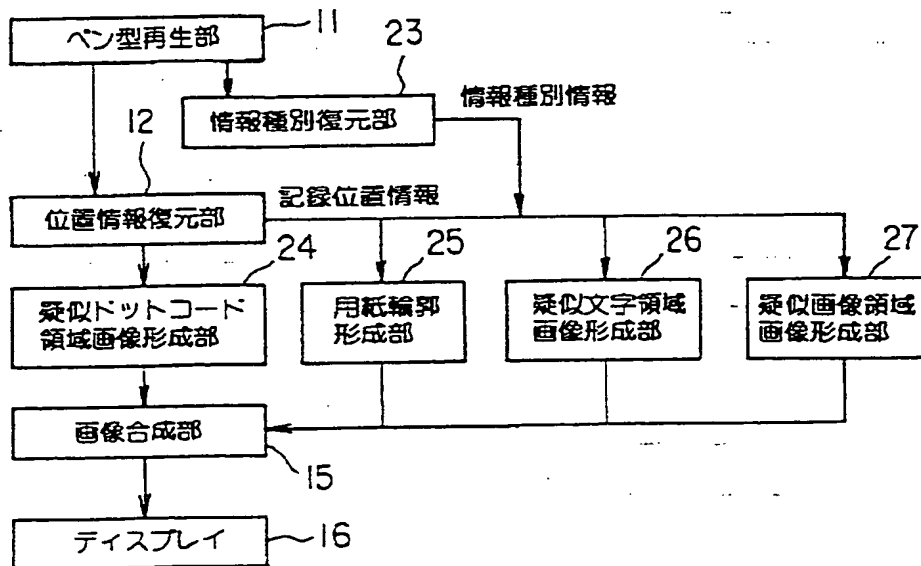 ペン型再生部
11
23
情報種別復元部
情報種別情報
12
位置情報復元部
記録位置情報
24
疑似ドットコード
領域画像形成部
25
用紙輪郭
形成部
26
疑似文字領域
画像形成部
27
疑似画像領域
画像形成部
画像合成部
15
ディスプレイ
16